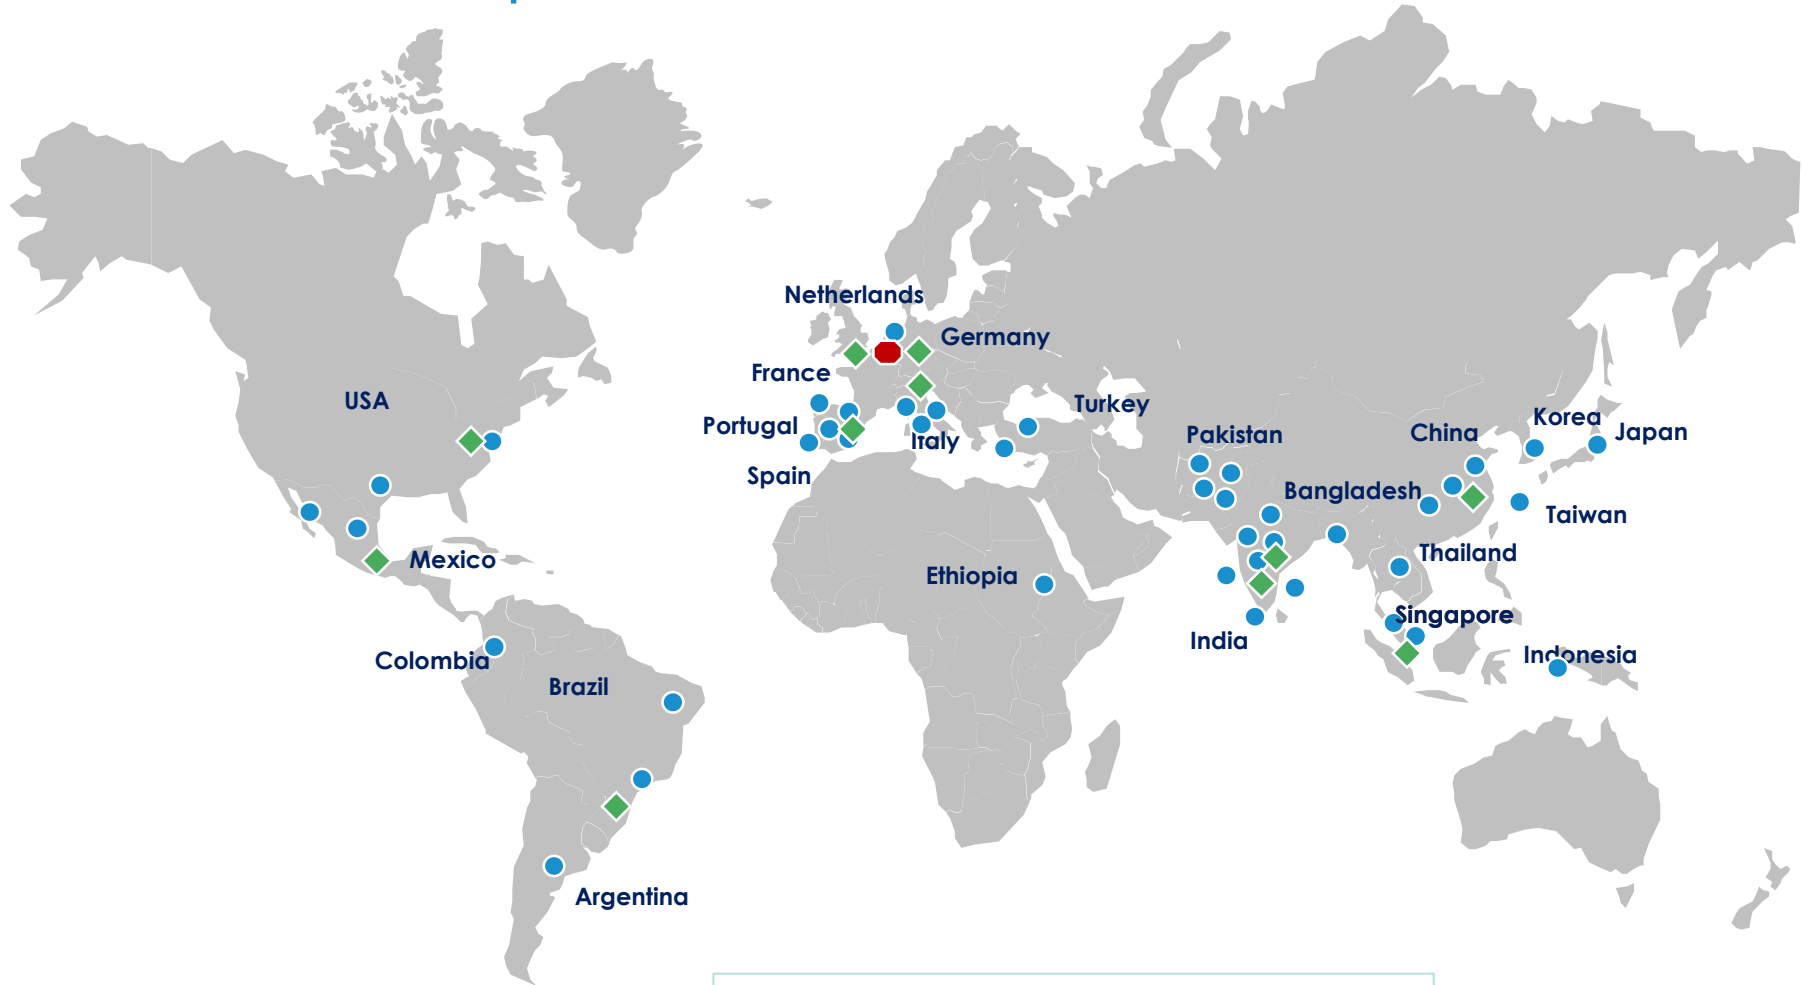 Netherlands
Germany
France
USA
Turkey
Portugal
Italy
Spain
Pakistan
China
Korea
Japan
Bangladesh
Taiwan
Mexico
Ethiopia
Thailand
Singapore
India
Indonesia
Colombia
Brazil
Argentina